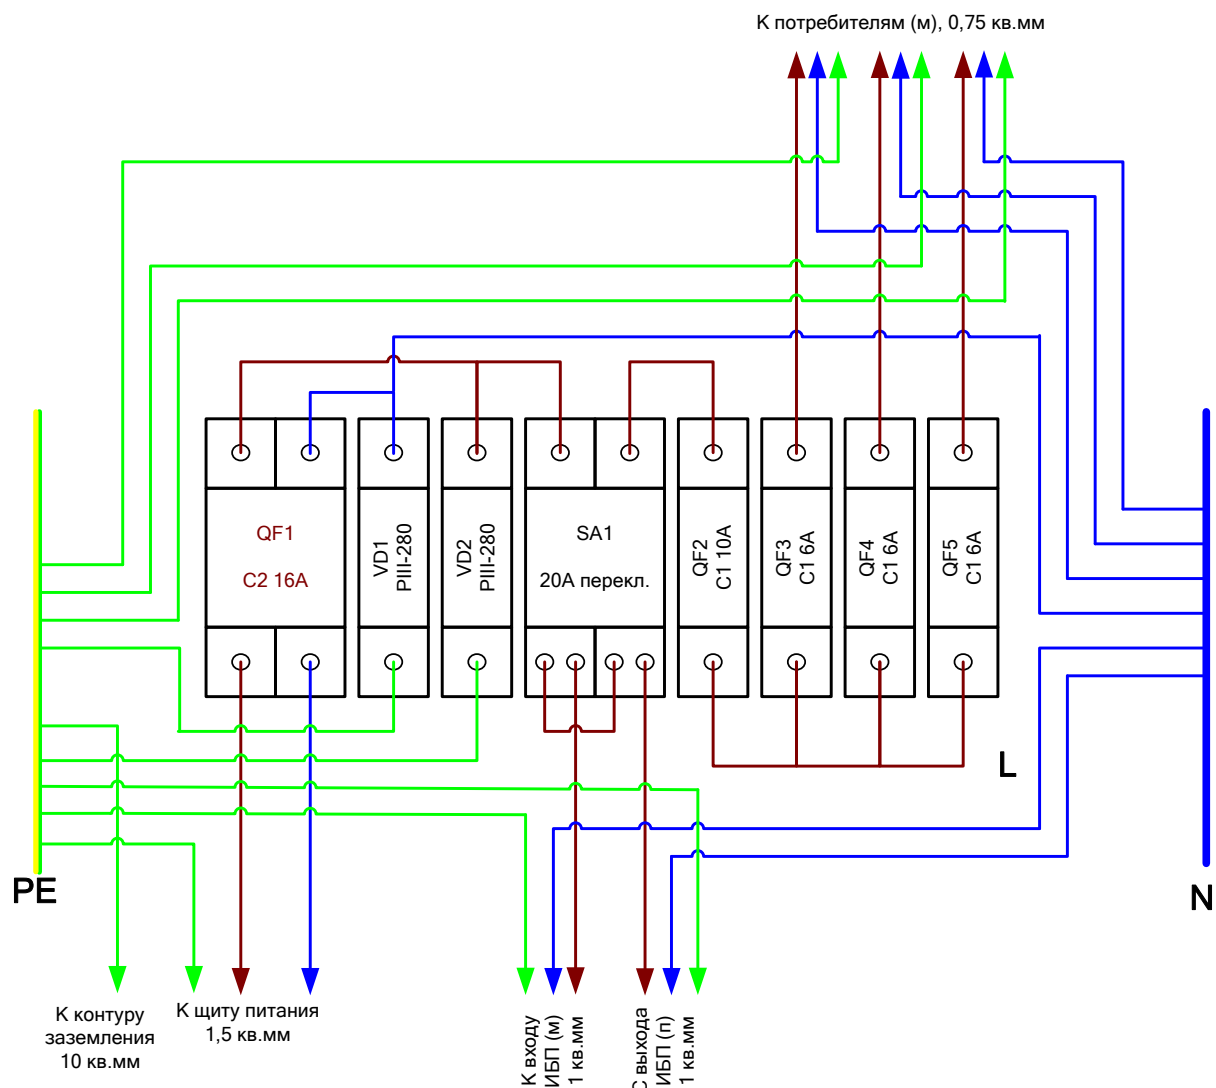 К потребителям (м), 0,75 кв.мм
QF1
C2 16A
VD1
PIII-280
VD2
PIII-280
SA1
20A перекл.
QF2
C1 10A
QF3
C1 6A
QF4
C1 6A
QF5
C1 6A
L
PE
N
К контуру
заземления
10 кв.мм
К щиту питания
1,5 кв.мм
К входу
ИБП (м)
1 кв.мм
С выхода
ИБП (п)
1 кв.мм